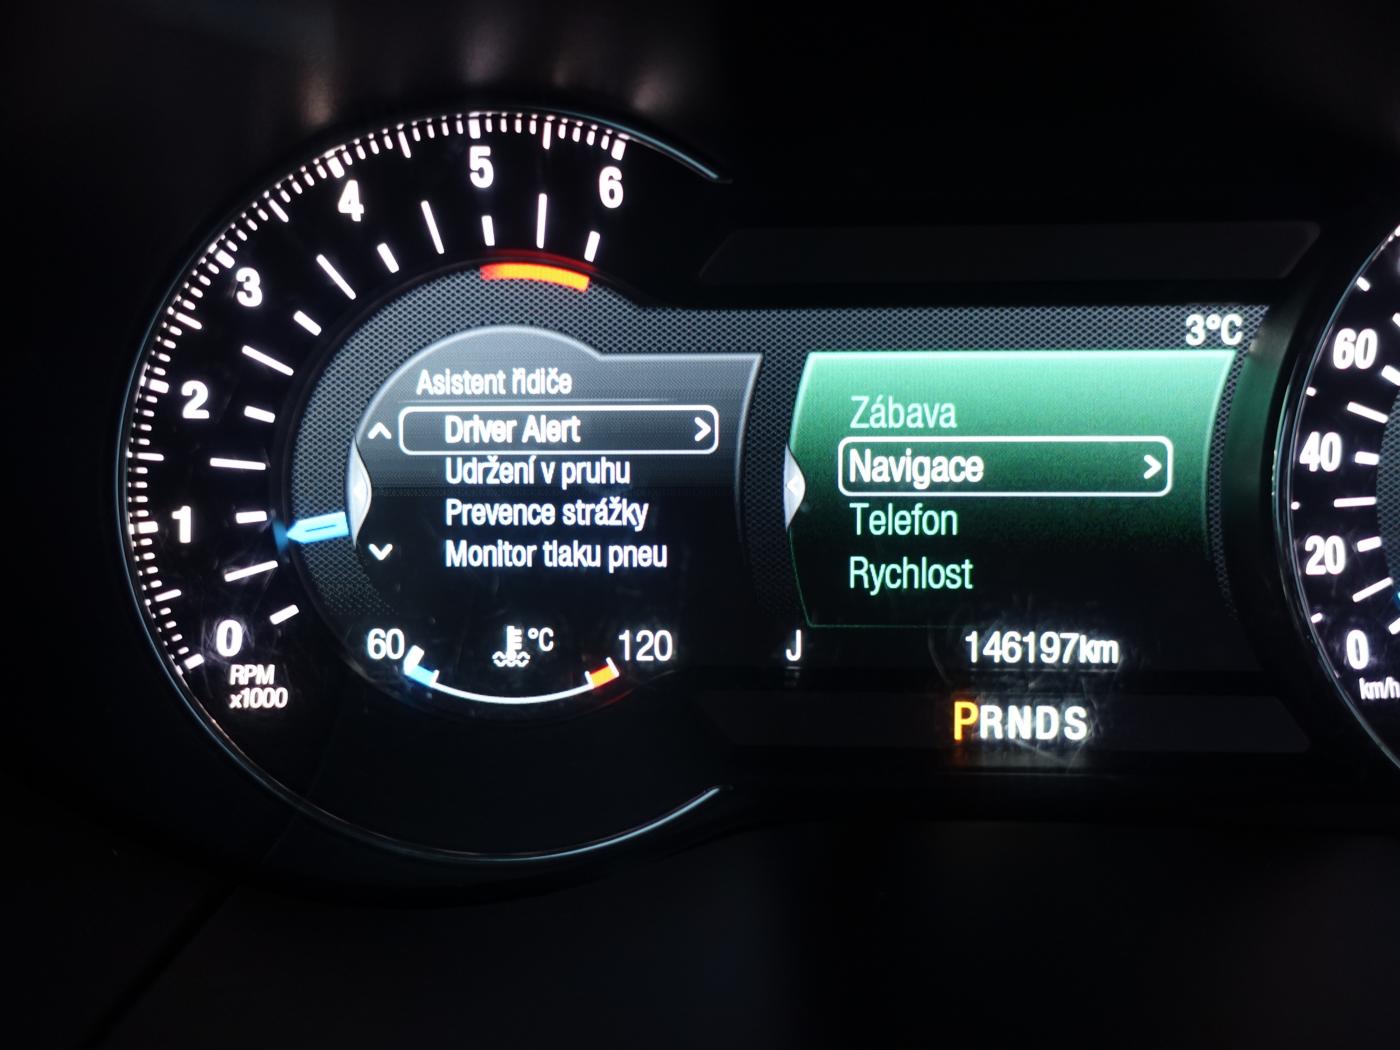 6
5
4
3
2
1
0
RPM
x1000
Asistent řidiče
Driver Alert
Udržení v pruhu
Prevence strážky
Monitor tlaku pneu
60
°C
120
3°C
Zábava
Navigace
Telefon
Rychlost
J
146197km
PRNDS
60
40
20
0
km/h